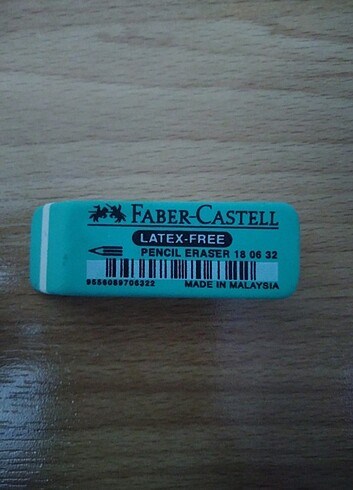 FABER-CASTELL
LATEX-FREE
PENCIL ERASER 18 06 32
9556089706322 MADE IN MALAYSIA